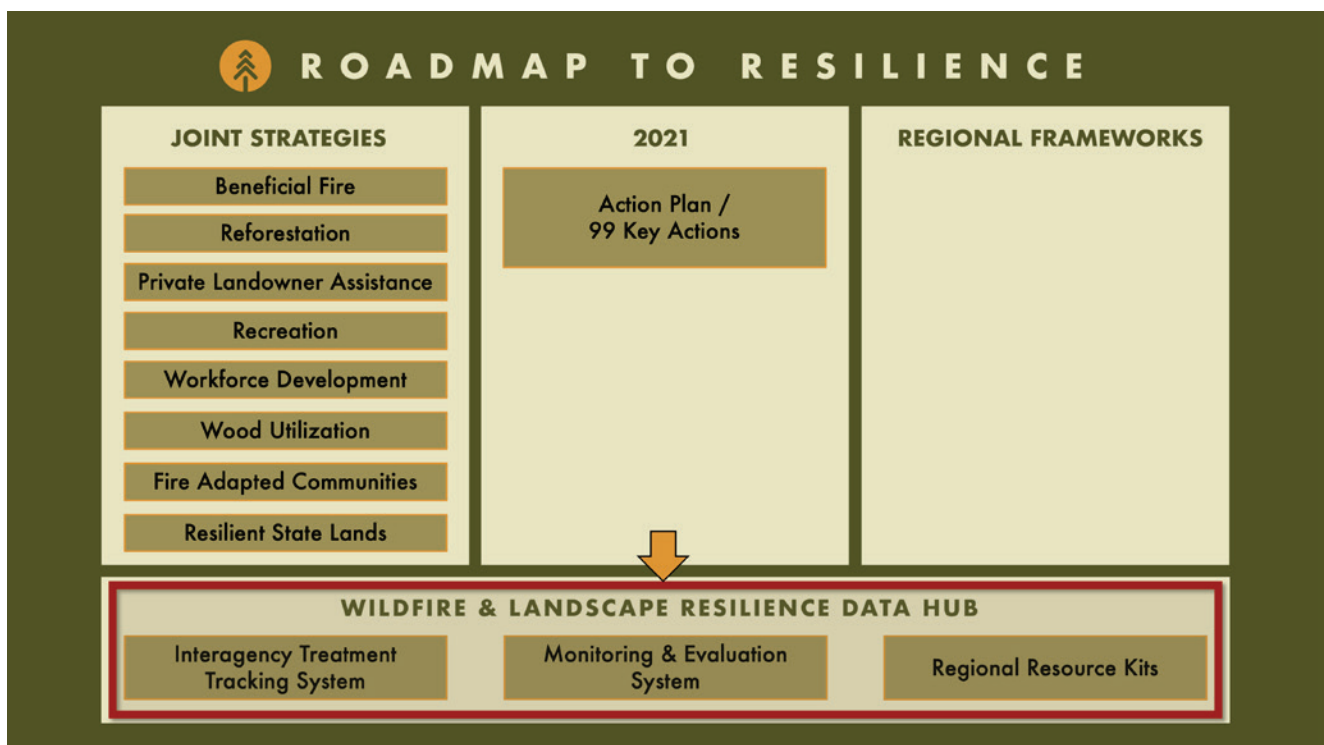 ROADMAP TO RESILIENCE
JOINT STRATEGIES
Beneficial Fire
Reforestation
Private Landowner Assistance
Recreation
Workforce Development
Wood Utilization
Fire Adapted Communities
Resilient State Lands
2021
Action Plan /
99 Key Actions
REGIONAL FRAMEWORKS
WILDFIRE & LANDSCAPE RESILIENCE DATA HUB
Interagency Treatment
Tracking System
Monitoring & Evaluation
System
Regional Resource Kits